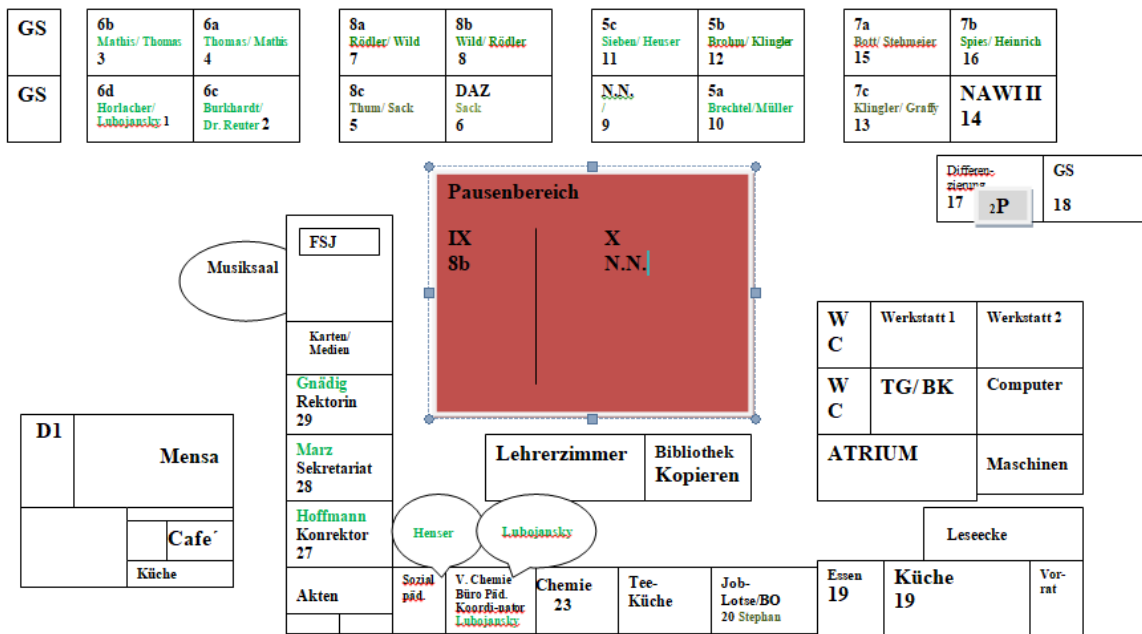 GS
6b
Mathis/ Thomas
3
6a
Thomas/ Mathis
4
8a
Rödler/ Wild
7
8b
Wild/ Rödler
8
5c
Sieben/ Heuser
11
5b
Brohm/ Klingler
12
7a
Bott/ Stehmeier
15
7b
Spies/ Heinrich
16
GS
6d
Horlacher/
Lubojansky 1
6c
Burkhardt/
Dr. Reuter 2
8c
Thum/ Sack
5
DAZ
Sack
6
N.N.
/
9
5a
Brechtel/Müller
10
7c
Klingler/ Graffy
13
NAWI II
14
Differen-
zierung
17
2P
GS
18
Pausenbereich
IX
8b
X
N.N.
FSJ
Musiksaal
Karten/
Medien
Gnädig
Rektorin
29
Marz
Sekretariat
28
Hoffmann
Konrektor
27
Akten
W
C
Werkstatt 1
Werkstatt 2
W
C
TG/ BK
Computer
ATRIUM
Maschinen
D1
Mensa
Cafe´
Küche
Lehrerzimmer
Bibliothek
Kopieren
Henser
Lubojansky
Sozial
päd.
V. Chemie
Büro Päd.
Koordi-nator
Lubojansky
Chemie
23
Tee-
Küche
Job-
Lotse/BO
20 Stephan
Leseecke
Essen
19
Küche
19
Vor-
rat